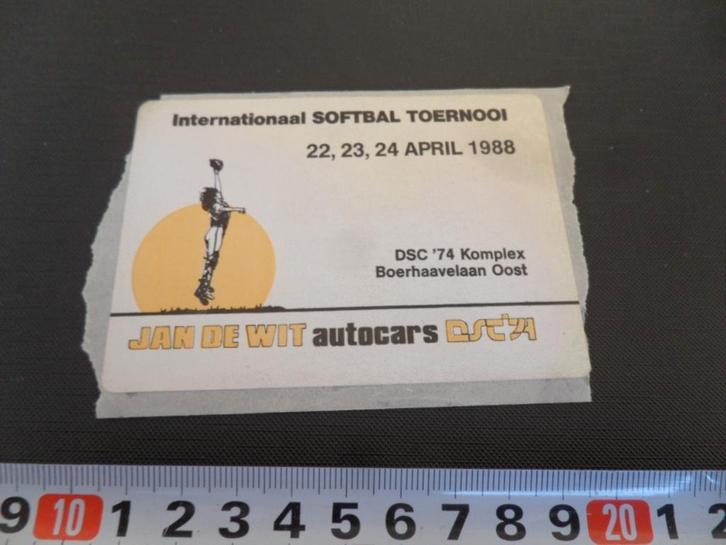 Internationaal SOFTBAL TOERNOOI
22, 23, 24 APRIL 1988
DSC '74 Komplex
Boerhaavelaan Oost
JAN DE WIT autocars DSC'74
9 10 1 2 3 4 5 6 7 8 9 20 1 2